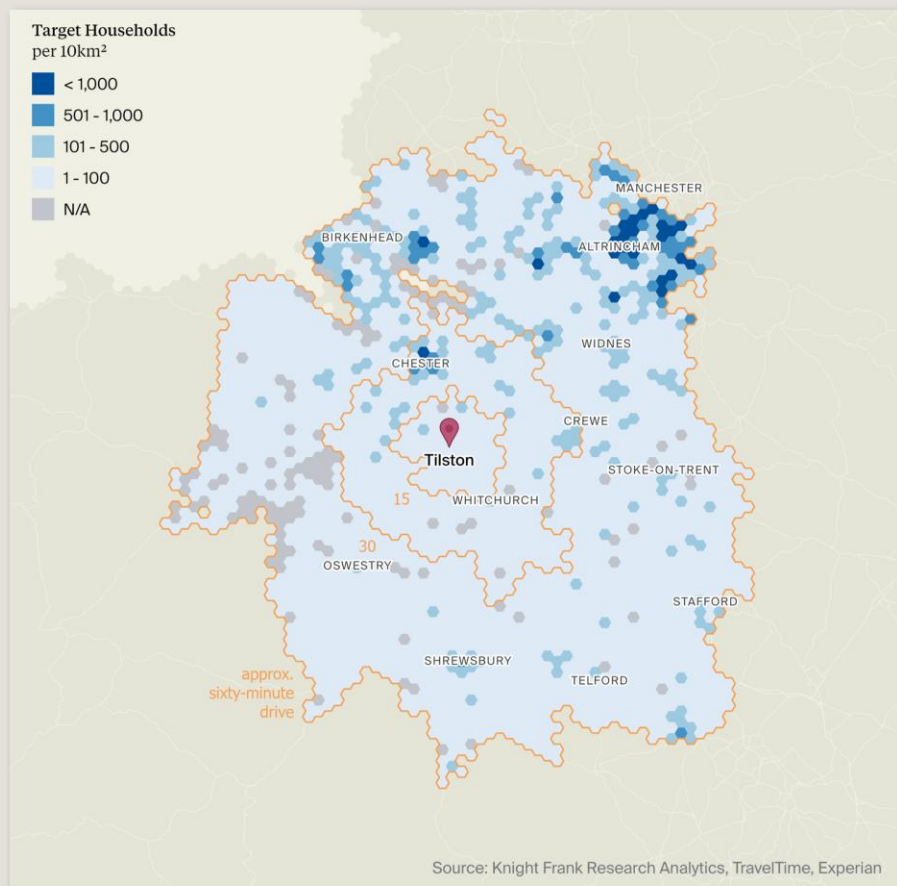 Target Households
per 10km²
< 1,000
501 - 1,000
101 - 500
1 - 100
N/A
MANCHESTER
BIRKENHEAD
ALTRINCHAM
WIDNES
CHESTER
CREWE
Tilston
STOKE-ON-TRENT
15
WHITCHURCH
30
OSWESTRY
STAFFORD
SHREWSBURY
approx.
sixty-minute
drive
TELFORD
Source: Knight Frank Research Analytics, TravelTime, Experian